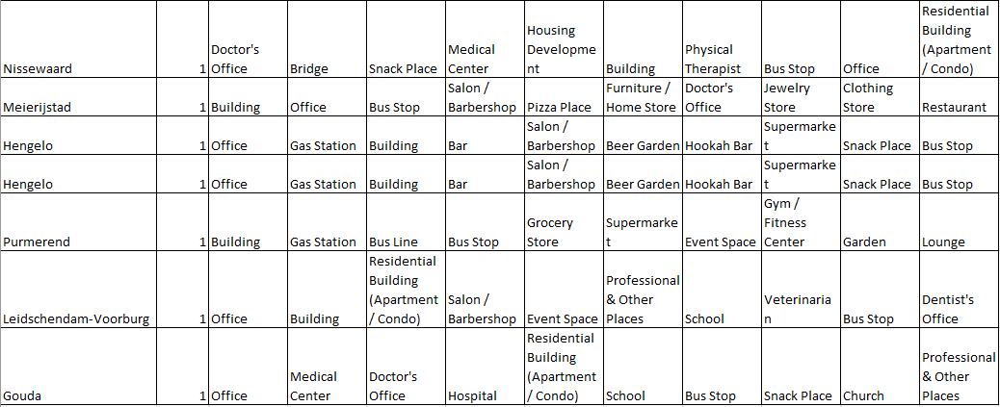 Nissewaard 1 Doctor's Office Bridge Snack Place Medical Center Housing Developme nt Building Physical Therapist Bus Stop Office Residential Building (Apartment / Condo)
Meierijstad 1 Building Office Bus Stop Salon / Barbershop Pizza Place Furniture / Home Store Doctor's Office Jewelry Store Clothing Store Restaurant
Hengelo 1 Office Gas Station Building Bar Salon / Barbershop Beer Garden Hookah Bar Supermarke t Snack Place Bus Stop
Hengelo 1 Office Gas Station Building Bar Salon / Barbershop Beer Garden Hookah Bar Supermarke t Snack Place Bus Stop
Purmerend 1 Building Gas Station Bus Line Bus Stop Grocery Store Supermarke t Event Space Gym / Fitness Center Garden Lounge
Leidschendam-Voorburg 1 Office Building Residential Building (Apartment / Condo) Salon / Barbershop Event Space Professional & Other Places School Veterinaria n Bus Stop Dentist's Office
Gouda 1 Office Medical Center Doctor's Office Hospital Residential Building (Apartment / Condo) School Bus Stop Snack Place Church Professional & Other Places